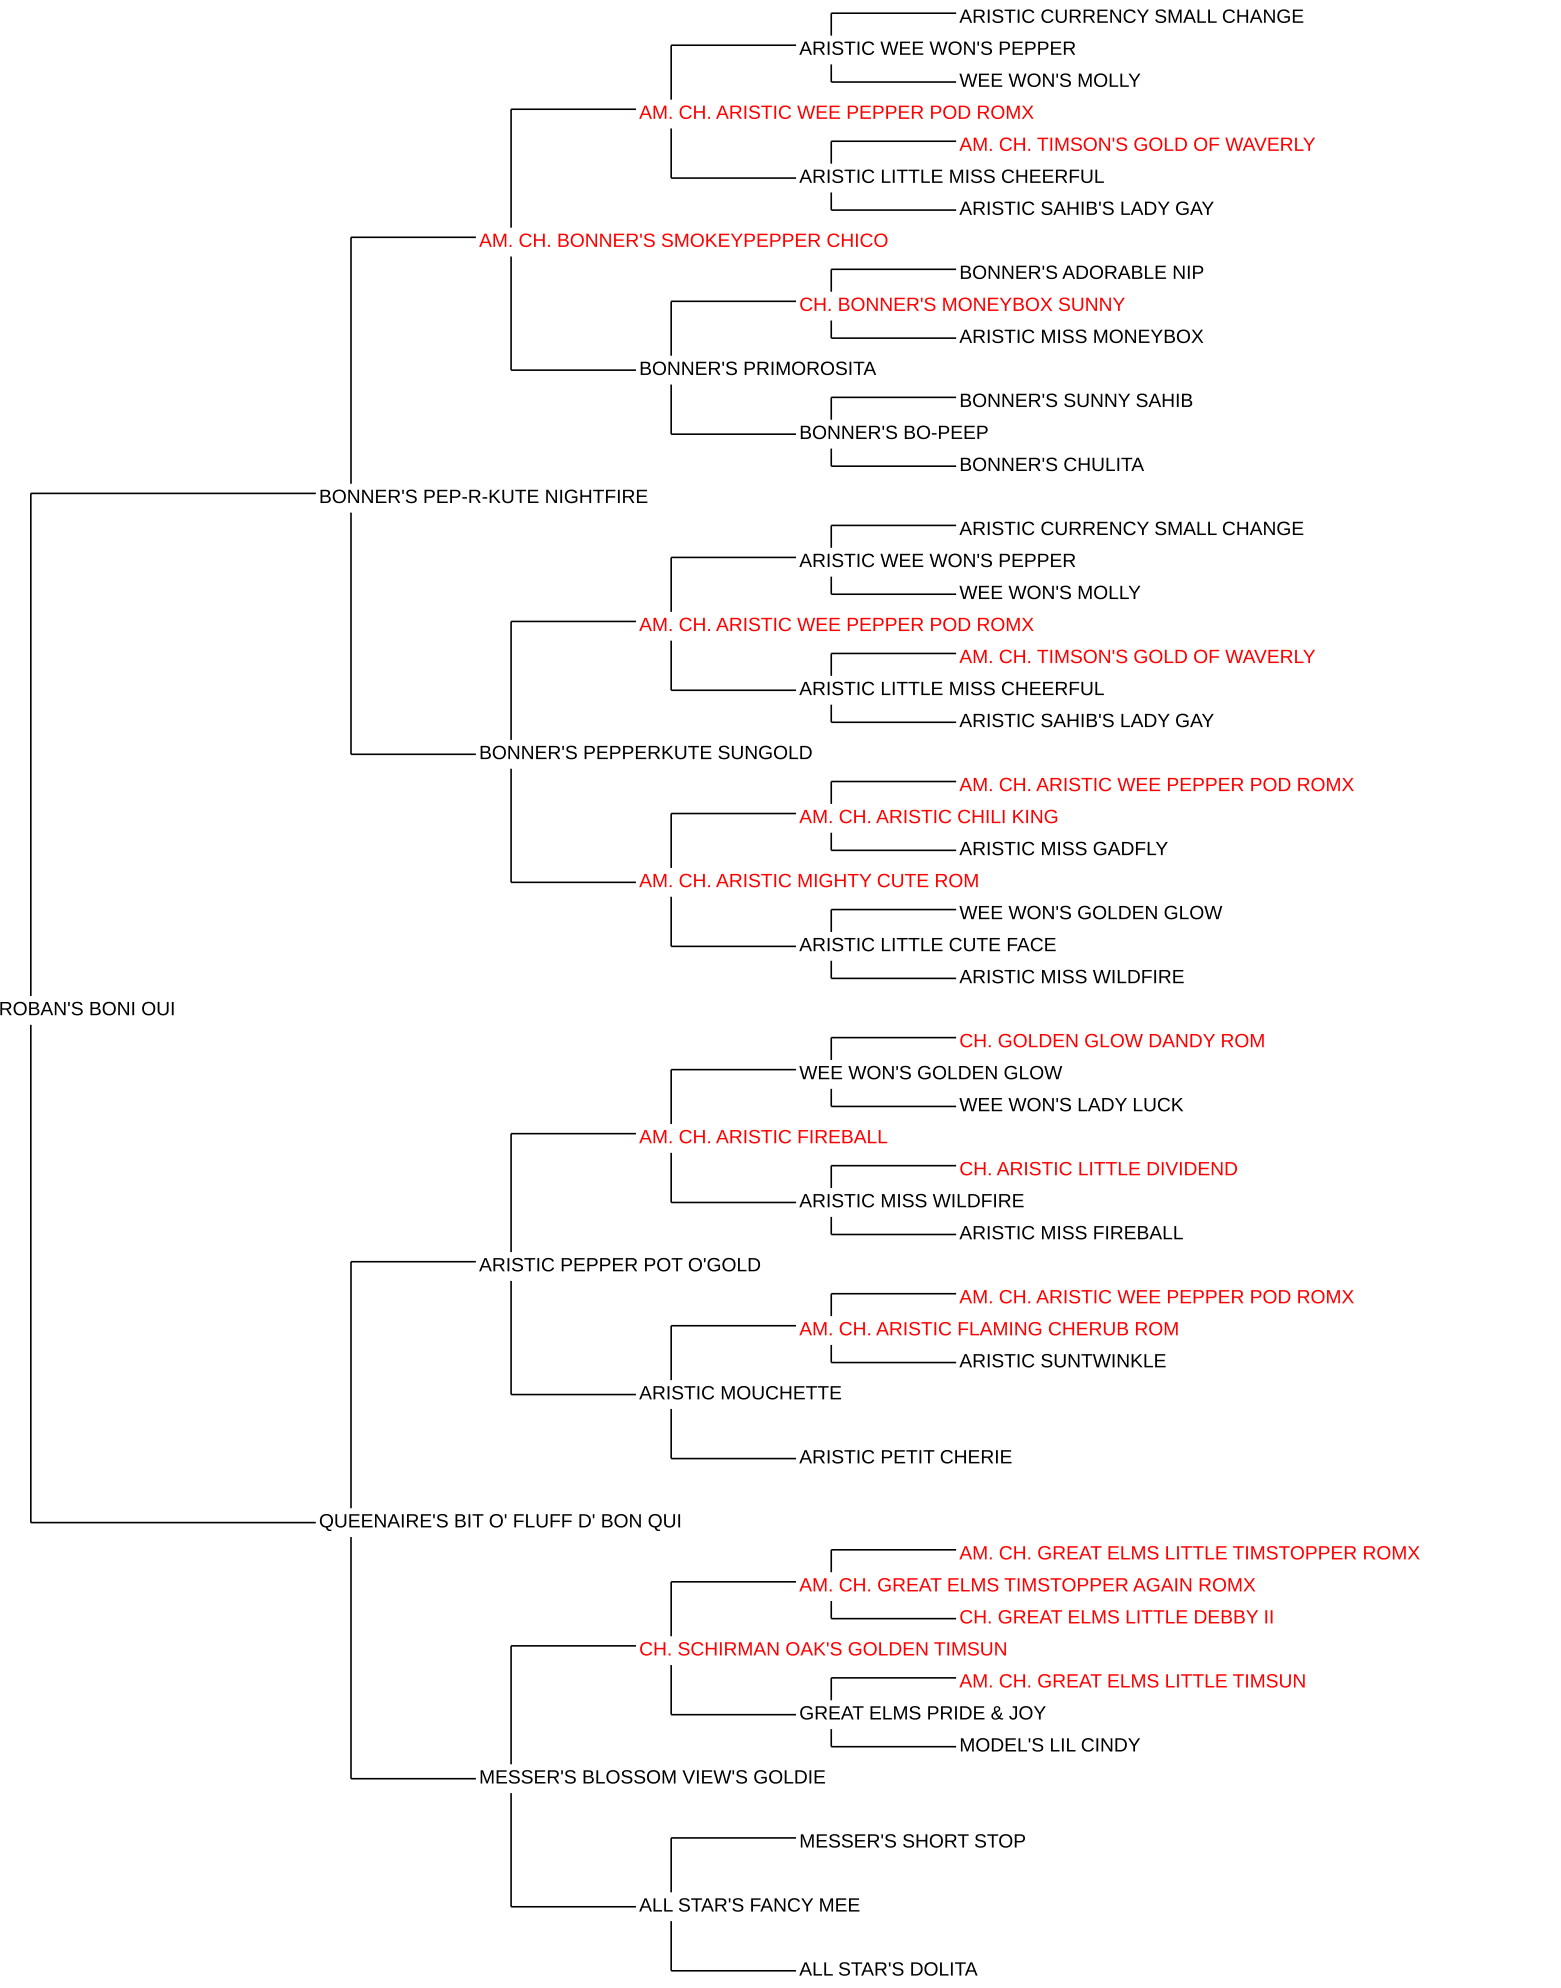 ARISTIC CURRENCY SMALL CHANGE
ARISTIC WEE WON'S PEPPER
WEE WON'S MOLLY
AM. CH. ARISTIC WEE PEPPER POD ROMX
AM. CH. TIMSON'S GOLD OF WAVERLY
ARISTIC LITTLE MISS CHEERFUL
ARISTIC SAHIB'S LADY GAY
AM. CH. BONNER'S SMOKEYPEPPER CHICO
BONNER'S ADORABLE NIP
CH. BONNER'S MONEYBOX SUNNY
ARISTIC MISS MONEYBOX
BONNER'S PRIMOROSITA
BONNER'S SUNNY SAHIB
BONNER'S BO-PEEP
BONNER'S CHULITA
BONNER'S PEP-R-KUTE NIGHTFIRE
ARISTIC CURRENCY SMALL CHANGE
ARISTIC WEE WON'S PEPPER
WEE WON'S MOLLY
AM. CH. ARISTIC WEE PEPPER POD ROMX
AM. CH. TIMSON'S GOLD OF WAVERLY
ARISTIC LITTLE MISS CHEERFUL
ARISTIC SAHIB'S LADY GAY
BONNER'S PEPPERKUTE SUNGOLD
AM. CH. ARISTIC WEE PEPPER POD ROMX
AM. CH. ARISTIC CHILI KING
ARISTIC MISS GADFLY
AM. CH. ARISTIC MIGHTY CUTE ROM
WEE WON'S GOLDEN GLOW
ARISTIC LITTLE CUTE FACE
ARISTIC MISS WILDFIRE
ROBAN'S BONI OUI
CH. GOLDEN GLOW DANDY ROM
WEE WON'S GOLDEN GLOW
WEE WON'S LADY LUCK
AM. CH. ARISTIC FIREBALL
CH. ARISTIC LITTLE DIVIDEND
ARISTIC MISS WILDFIRE
ARISTIC MISS FIREBALL
ARISTIC PEPPER POT O'GOLD
AM. CH. ARISTIC WEE PEPPER POD ROMX
AM. CH. ARISTIC FLAMING CHERUB ROM
ARISTIC SUNTWINKLE
ARISTIC MOUCHETTE
ARISTIC PETIT CHERIE
QUEENAIRE'S BIT O' FLUFF D' BON QUI
AM. CH. GREAT ELMS LITTLE TIMSTOPPER ROMX
AM. CH. GREAT ELMS TIMSTOPPER AGAIN ROMX
CH. GREAT ELMS LITTLE DEBBY II
CH. SCHIRMAN OAK'S GOLDEN TIMSUN
AM. CH. GREAT ELMS LITTLE TIMSUN
GREAT ELMS PRIDE & JOY
MODEL'S LIL CINDY
MESSER'S BLOSSOM VIEW'S GOLDIE
MESSER'S SHORT STOP
ALL STAR'S FANCY MEE
ALL STAR'S DOLITA